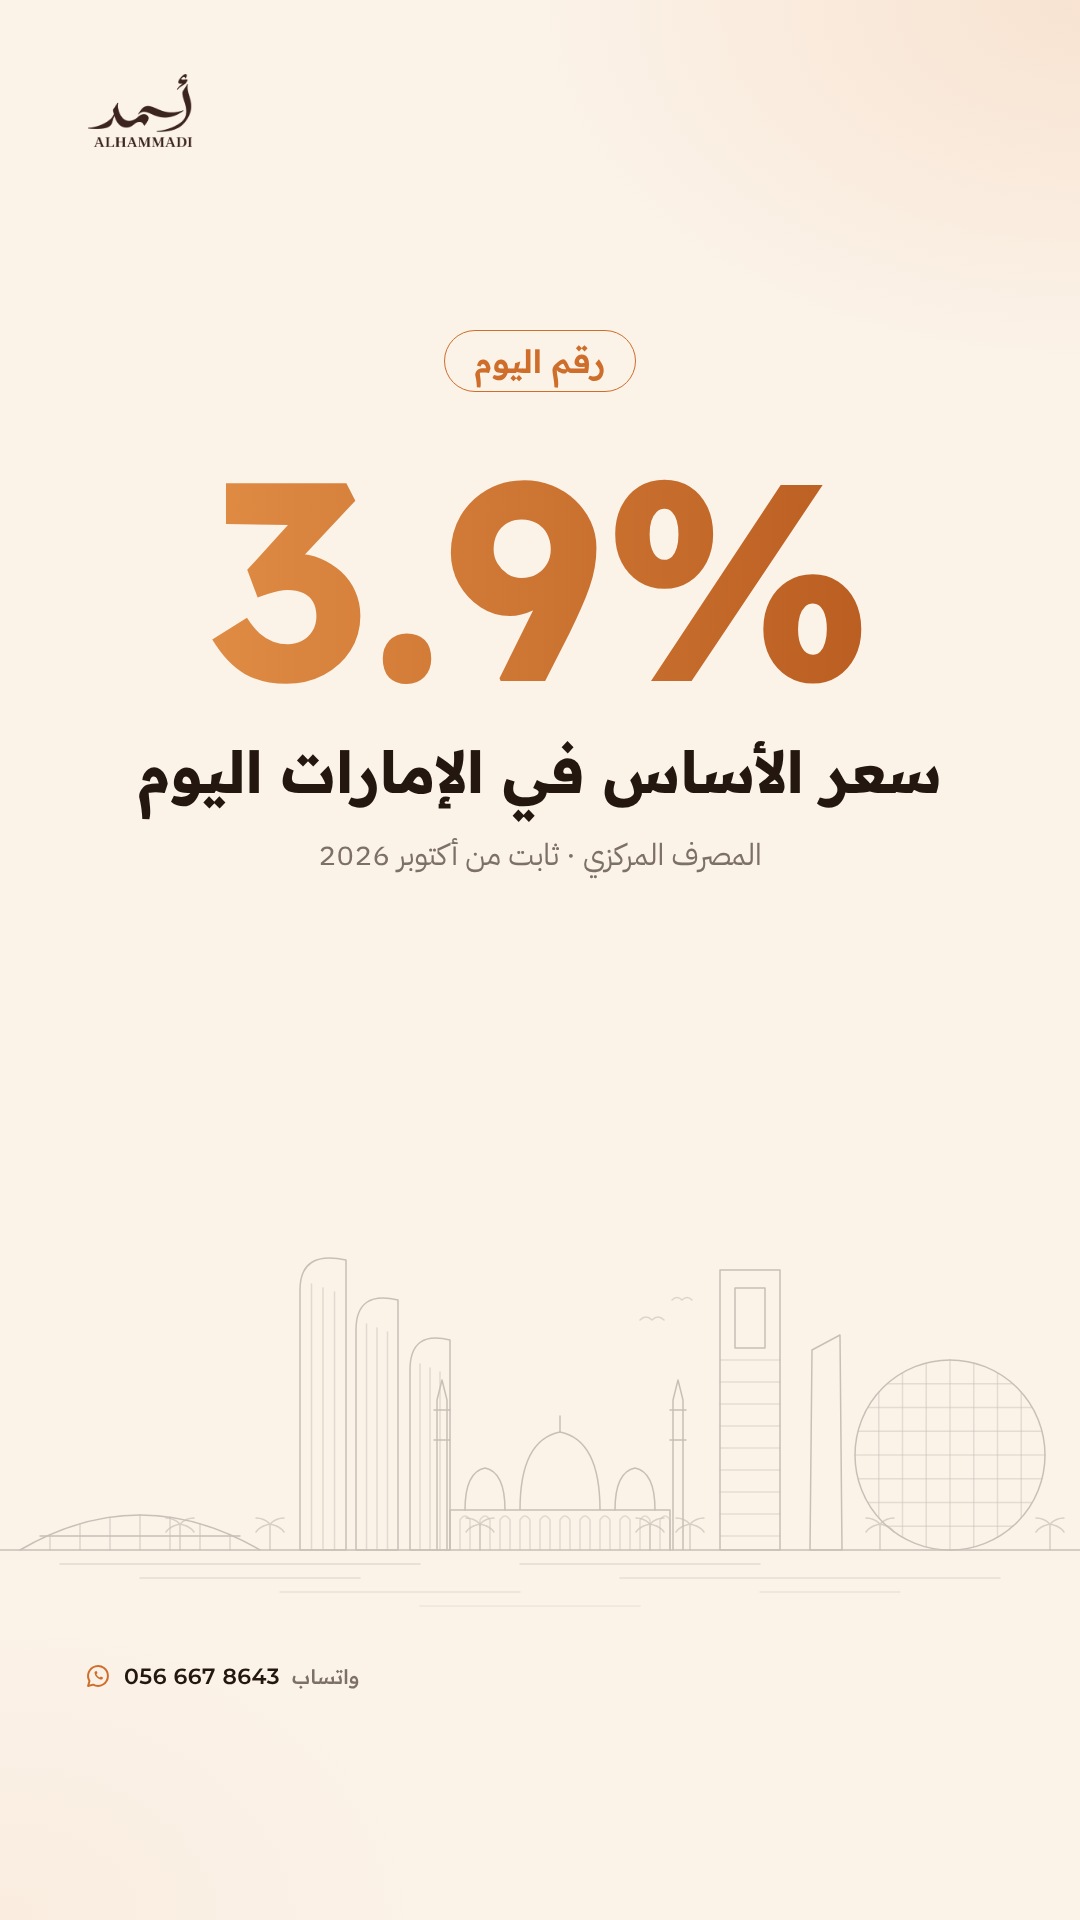 أحمد
ALHAMMADI
رقم اليوم
3.9%
سعر الأساس في الإمارات اليوم
المصرف المركزي · ثابت من أكتوبر 2026
056 667 8643 واتساب